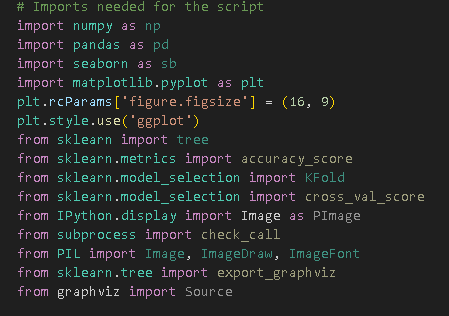 # Imports needed for the script
import numpy as np
import pandas as pd
import seaborn as sb
import matplotlib.pyplot as plt
plt.rcParams['figure.figsize'] = (16, 9)
plt.style.use('ggplot')
from sklearn import tree
from sklearn.metrics import accuracy_score
from sklearn.model_selection import KFold
from sklearn.model_selection import cross_val_score
from IPython.display import Image as PImage
from subprocess import check_call
from PIL import Image, ImageDraw, ImageFont
from sklearn.tree import export_graphviz
from graphviz import Source